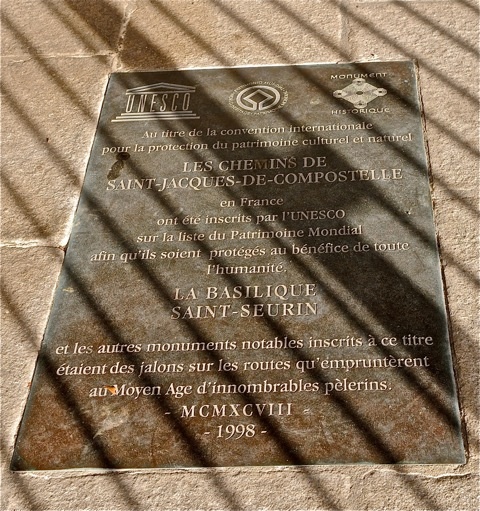 UNESCO
MONUMENT
HISTORIQUE
Au titre de la convention internationale
pour la protection du patrimoine culturel et naturel
LES CHEMINS DE
SAINT-JACQUES-DE-COMPOSTELLE
en France
ont été inscrits par l'UNESCO
sur la liste du Patrimoine Mondial
afin qu'ils soient protégés au bénéfice de toute
l'humanité.
LA BASILIQUE
SAINT-SEURIN
et les autres monuments notables inscrits à ce titre
étaient des jalons sur les routes qu'empruntèrent
au Moyen Age d'innombrables pèlerins.
- MCMXCVIII -
- 1998 -